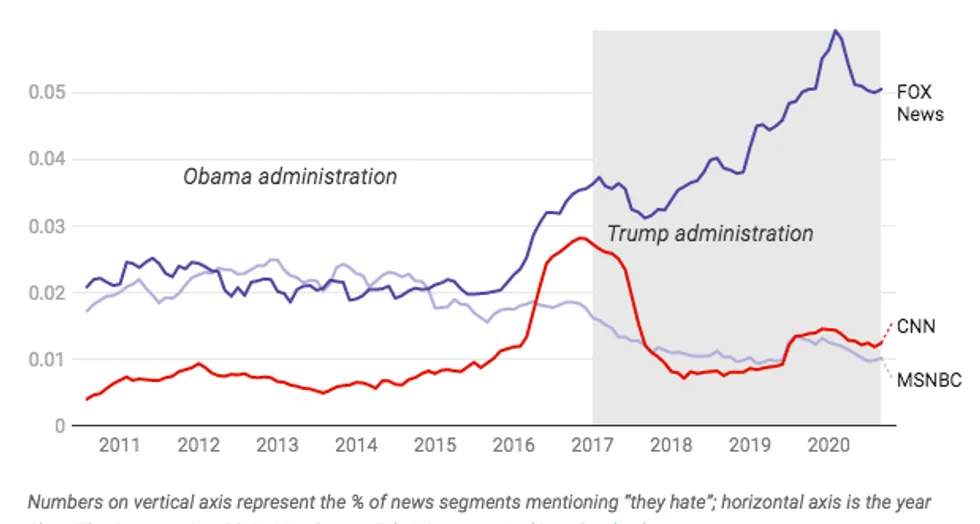 0.05
FOX
News
0.04
Obama administration
0.03
Trump administration
0.02
CNN
0.01
MSNBC
0
2011 2012 2013 2014 2015 2016 2017 2018 2019 2020
Numbers on vertical axis represent the % of news segments mentioning "they hate"; horizontal axis is the year